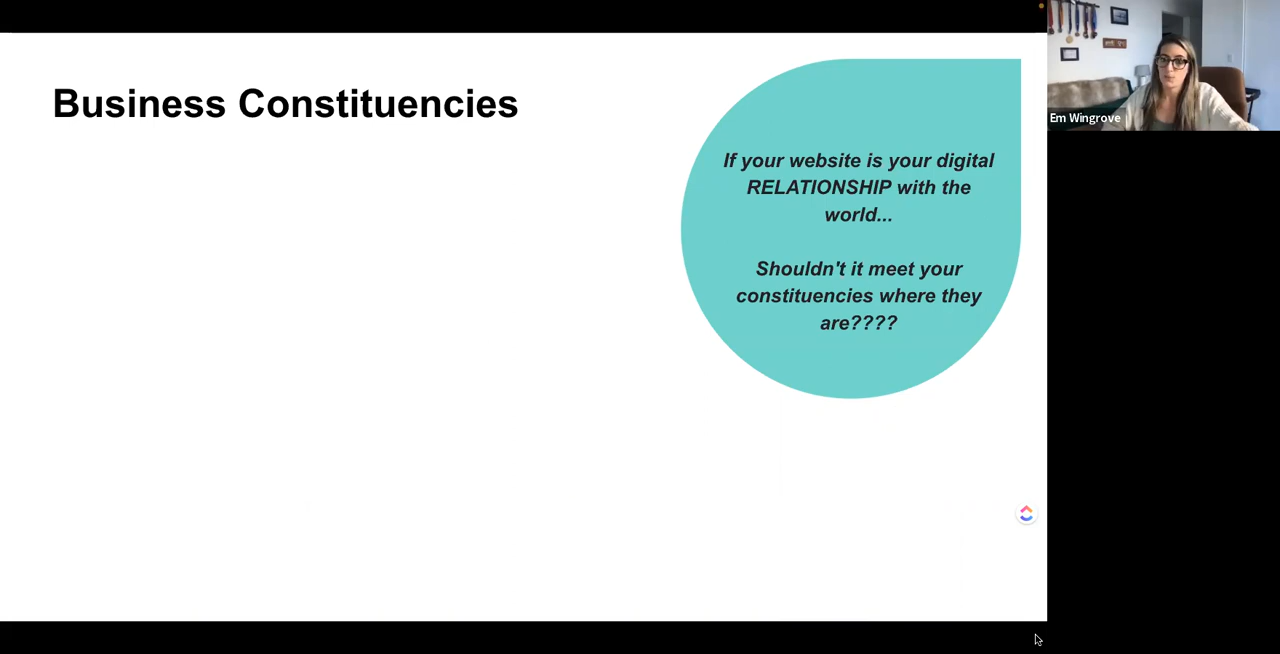 Business Constituencies
If your website is your digital
RELATIONSHIP with the
world...
Shouldn't it meet your
constituencies where they
are????
Em Wingrove